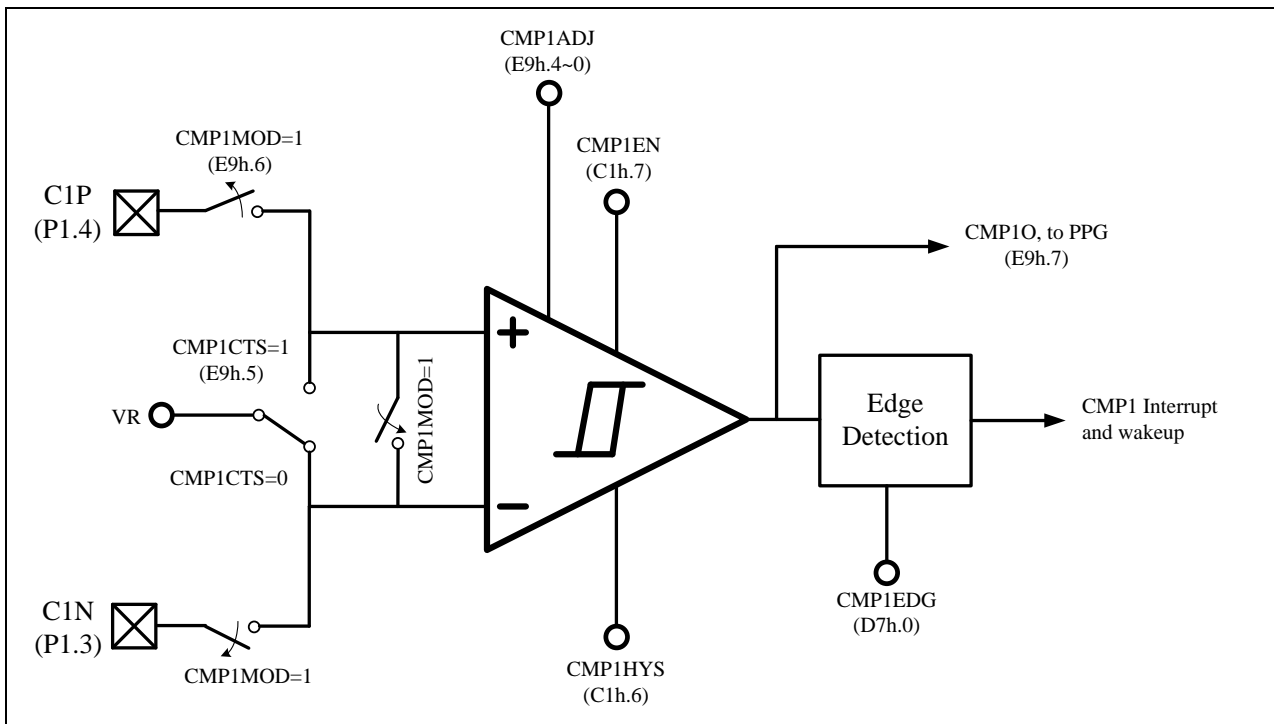 CMP1ADJ
(E9h.4~0)
CMP1MOD=1
(E9h.6)
CMP1EN
(C1h.7)
C1P
(P1.4)
CMP1O, to PPG
(E9h.7)
+
CMP1CTS=1
(E9h.5)
CMP1MOD=1
VR
Edge
Detection
CMP1 Interrupt
and wakeup
CMP1CTS=0
−
C1N
(P1.3)
CMP1MOD=1
CMP1EDG
(D7h.0)
CMP1HYS
(C1h.6)